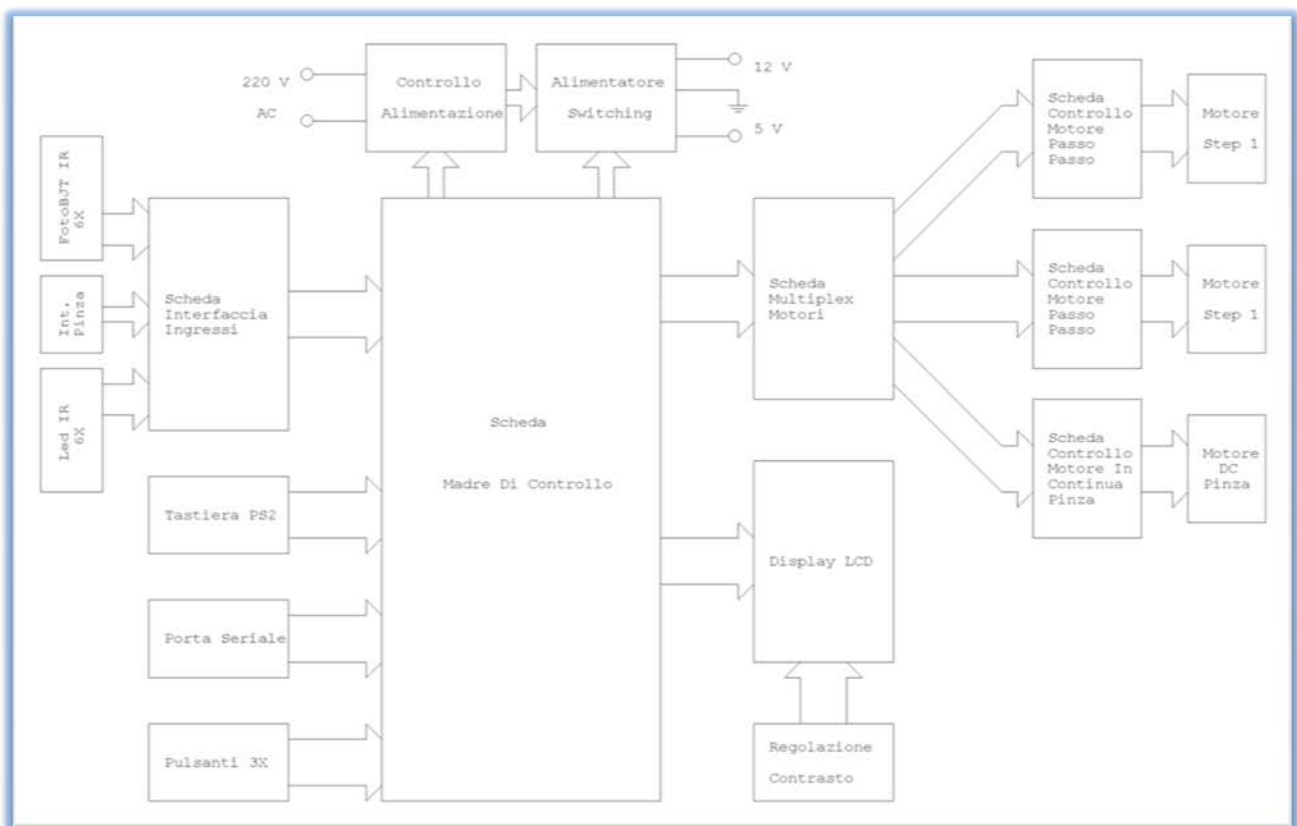 220 V
AC
Controllo
Alimentazione
Alimentatore
Switching
12 V
5 V
FotoBJT IR
6X
Int.
Pinza
Led IR
6X
Scheda
Interfaccia
Ingressi
Tastiera PS2
Porta Seriale
Pulsanti 3X
Scheda
Madre Di Controllo
Scheda
Multiplex
Motori
Display LCD
Regolazione
Contrasto
Scheda
Controllo
Motore
Passo
Passo
Motore
Step 1
Scheda
Controllo
Motore
Passo
Passo
Motore
Step 1
Scheda
Controllo
Motore In
Continua
Pinza
Motore
DC
Pinza